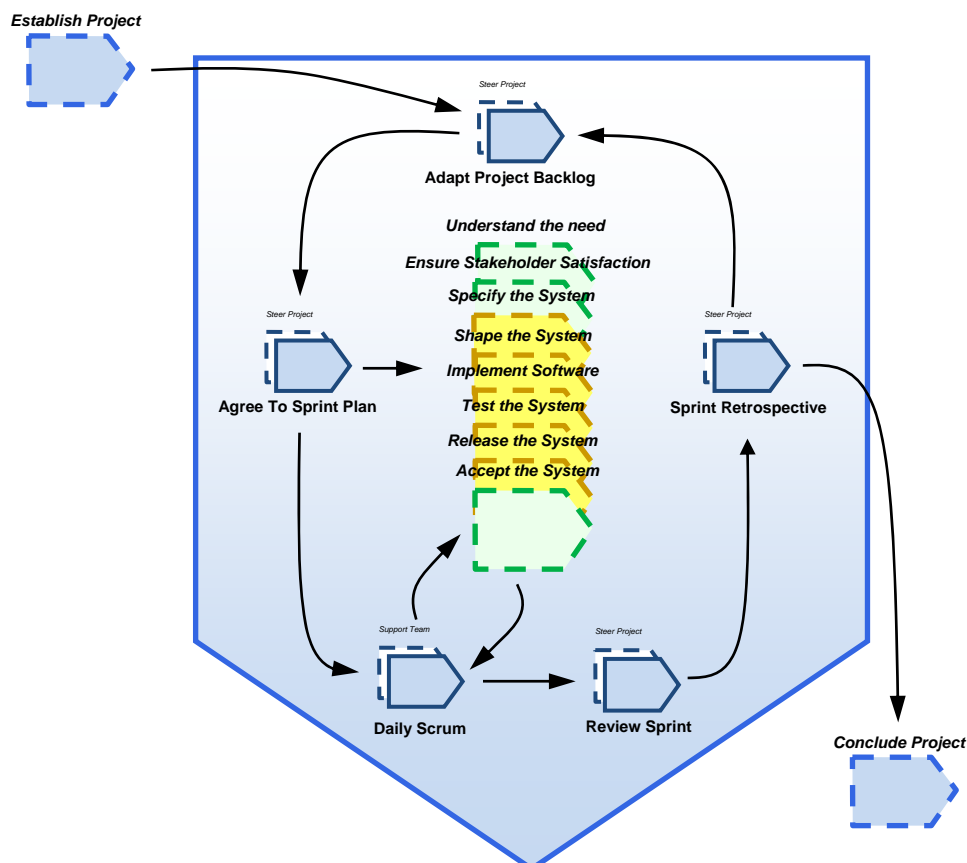 Establish Project
Steer Project
Adapt Project Backlog
Understand the need
Ensure Stakeholder Satisfaction
Specify the System
Steer Project
Agree To Sprint Plan
Shape the System
Implement Software
Test the System
Release the System
Accept the System
Steer Project
Sprint Retrospective
Support Team
Daily Scrum
Steer Project
Review Sprint
Conclude Project